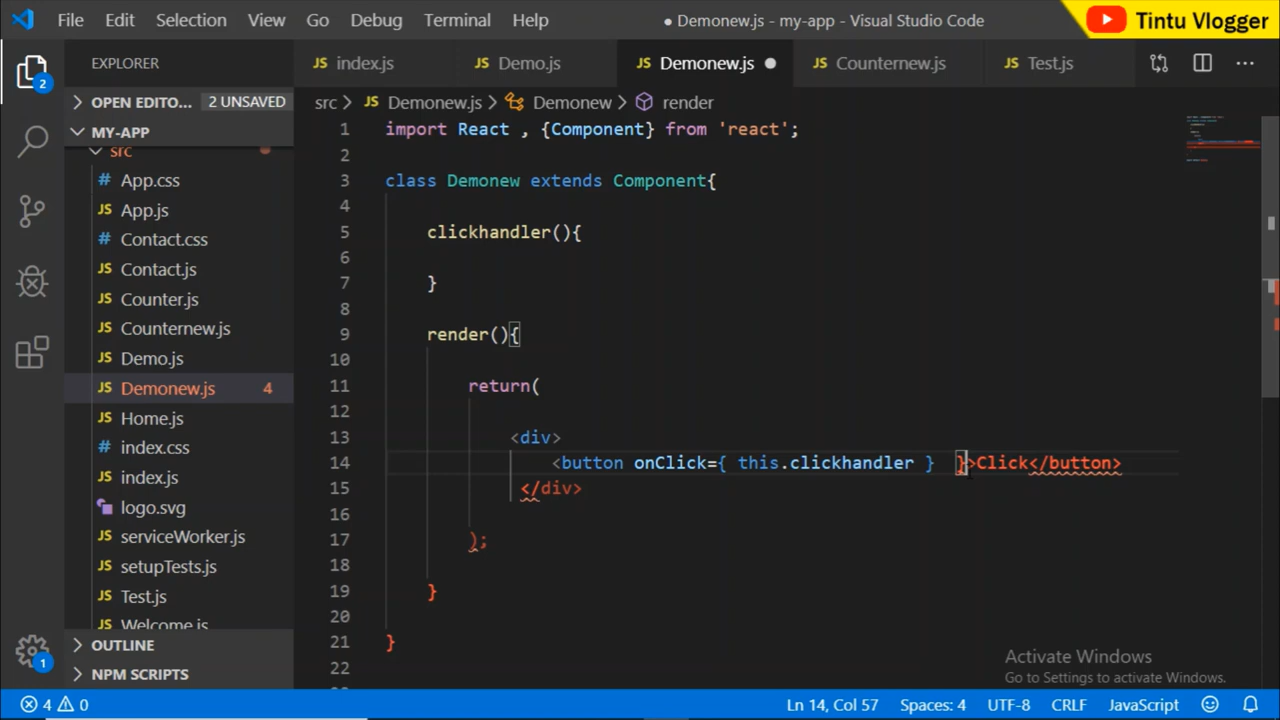 File Edit Selection View Go Debug Terminal Help ● Demonew.js - my-app - Visual Studio Code Tintu Vlogger
EXPLORER
OPEN EDITO... 2 UNSAVED
MY-APP
src
# App.css
JS App.js
# Contact.css
JS Contact.js
JS Counter.js
JS Counternew.js
JS Demo.js
JS Demonew.js 4
JS Home.js
# index.css
JS index.js
logo.svg
JS serviceWorker.js
JS setupTests.js
JS Test.js
JS Welcome.js
OUTLINE
NPM SCRIPTS
2
1
JS index.js JS Demo.js JS Demonew.js ● JS Counternew.js JS Test.js ...
src > JS Demonew.js > Demonew > render
1 import React , {Component} from 'react';
2
3 class Demonew extends Component{
4
5 clickhandler(){
6
7 }
8
9 render(){
10
11 return(
12
13 <div>
14 <button onClick={ this.clickhandler } }>Click</button>
15 </div>
16
17 );
18
19 }
20
21 }
22
Activate Windows
Go to Settings to activate Windows.
4 0 Ln 14, Col 57 Spaces: 4 UTF-8 CRLF JavaScript